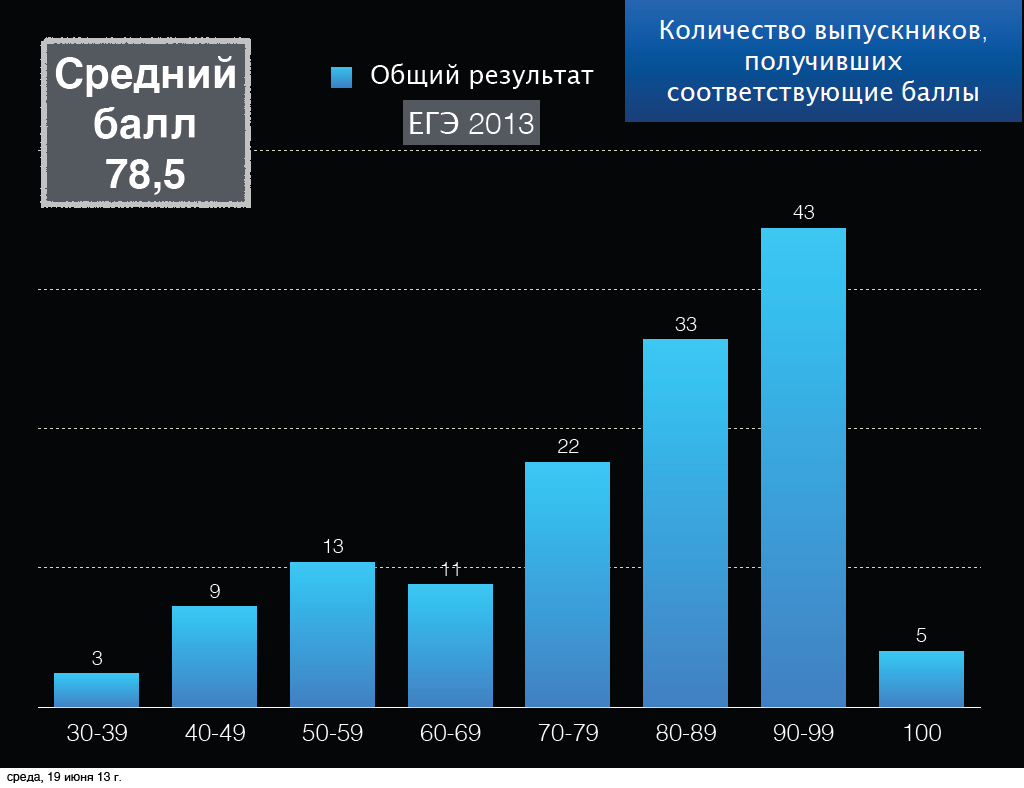 Средний
балл
78,5
Общий результат
ЕГЭ 2013
Количество выпускников,
получивших
соответствующие баллы
43
33
22
13
11
9
5
3
30-39 40-49 50-59 60-69 70-79 80-89 90-99 100
среда, 19 июня 13 г.